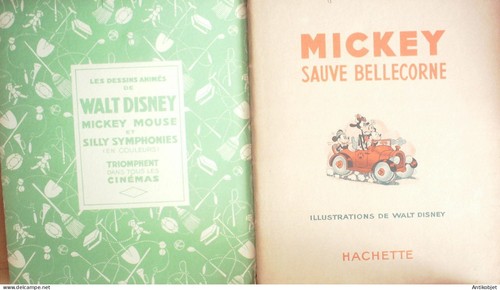 LES DESSINS ANIMÉS
DE
WALT DISNEY
MICKEY MOUSE
ET
SILLY SYMPHONIES
(EN COULEURS)
TRIOMPHENT
DANS TOUS LES
CINÉMAS
MICKEY
SAUVE BELLECORNE
ILLUSTRATIONS DE WALT DISNEY
HACHETTE
Antikobjet